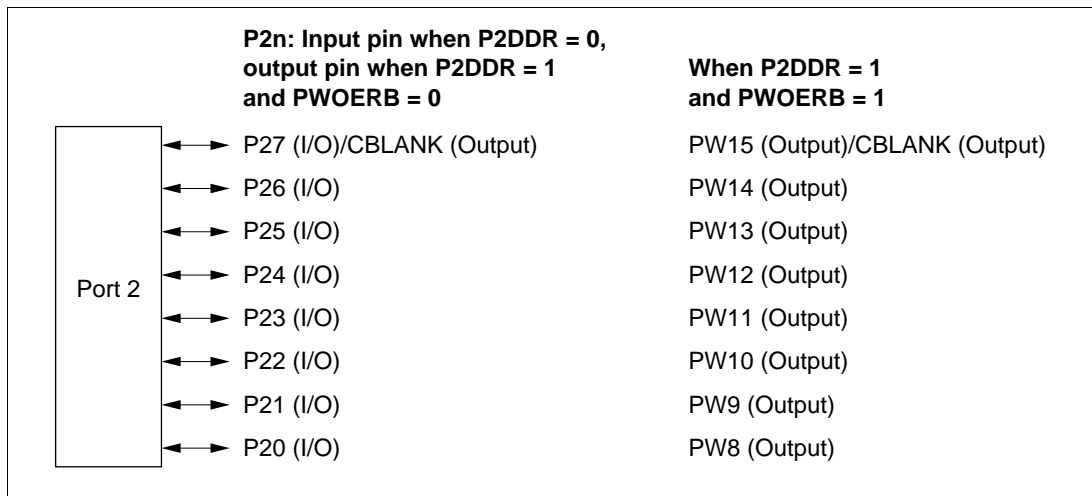 P2n: Input pin when P2DDR = 0,
output pin when P2DDR = 1
and PWOERB = 0
When P2DDR = 1
and PWOERB = 1
Port 2
P27 (I/O)/CBLANK (Output) PW15 (Output)/CBLANK (Output)
P26 (I/O) PW14 (Output)
P25 (I/O) PW13 (Output)
P24 (I/O) PW12 (Output)
P23 (I/O) PW11 (Output)
P22 (I/O) PW10 (Output)
P21 (I/O) PW9 (Output)
P20 (I/O) PW8 (Output)